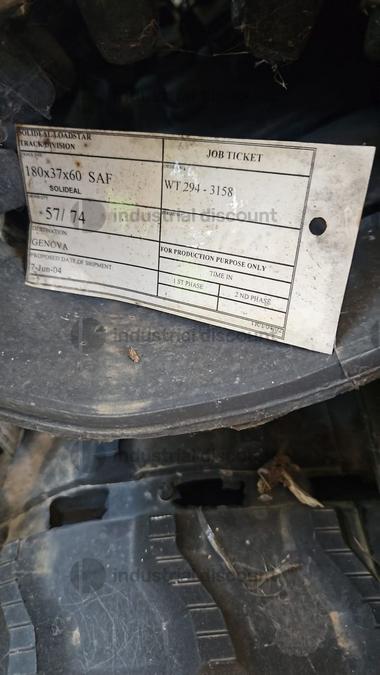 SOLIDEAL/LOADSTAR
TRACK DIVISION
JOB TICKET
180x37x60 SAF
SOLIDEAL
WT 294 - 3158
57/ 74
industrial discount
DESTINATION
GENOVA
FOR PRODUCTION PURPOSE ONLY
PROPOSED DATE OF SHIPMENT
TIME IN
7-Jun-04
1 ST PHASE
2 ND PHASE
industrial discount
industrial discount
industrial discount